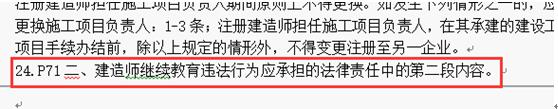 注册建造师担任施工项目负责人期间原则上不得更换。如发生下列情形之一的,应
更换施工项目负责人:1-3条;注册建造师担任施工项目负责人,在其承建的建设工
项目手续办结前,除以上规定的情形外,不得变更注册至另一企业。
24.P71 二、建造师继续教育违法行为应承担的法律责任中的第二段内容。